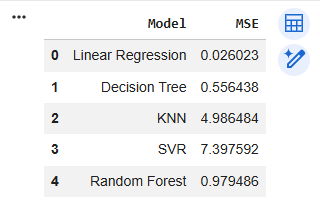 Model MSE
0 Linear Regression 0.026023
1 Decision Tree 0.556438
2 KNN 4.986484
3 SVR 7.397592
4 Random Forest 0.979486